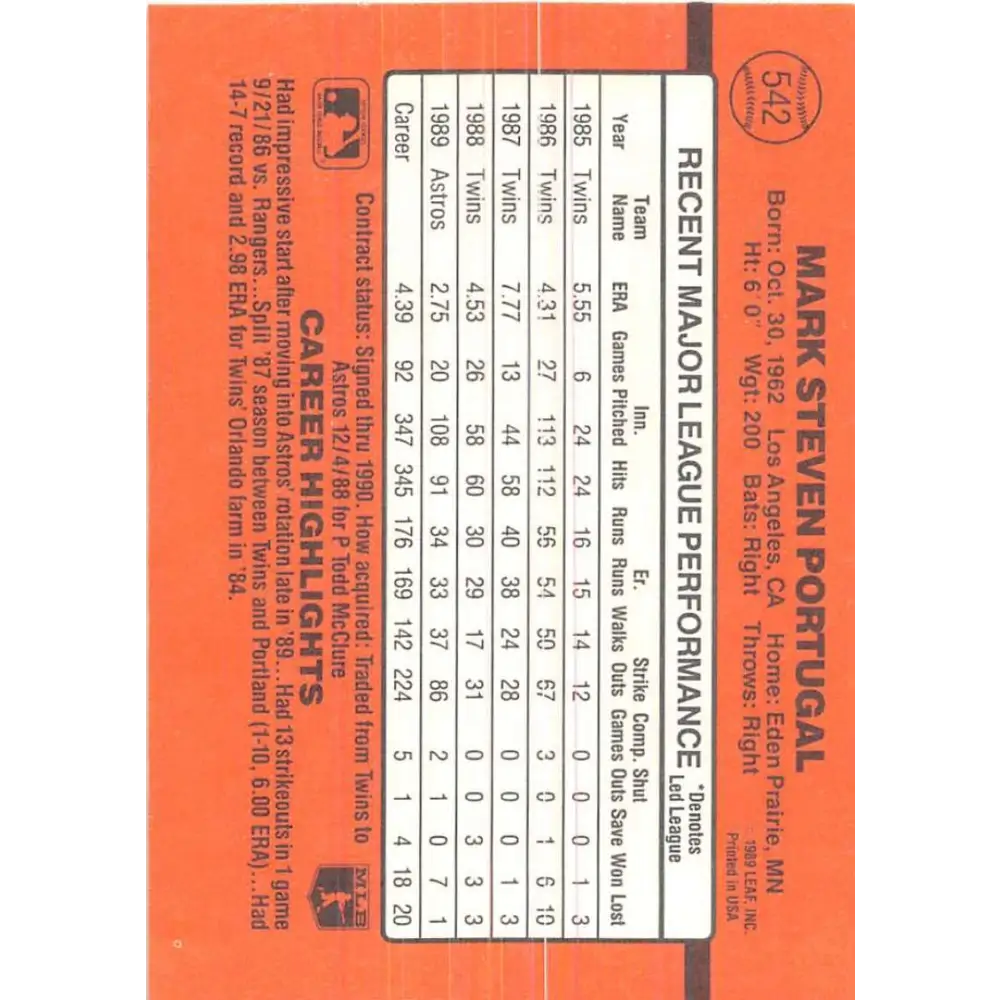 542
MARK STEVEN PORTUGAL
Born: Oct. 30, 1962 Los Angeles, CA Home: Eden Prairie, MN
Ht: 6' 0" Wgt: 200 Bats: Right Throws: Right
© 1989 LEAF, INC.
Printed in USA
RECENT MAJOR LEAGUE PERFORMANCE *Denotes Led League
Team Inn. Er. Strike Comp. Shut
Year Name ERA Games Pitched Hits Runs Runs Walks Outs Games Outs Save Won Lost
1985 Twins 5.55 6 24 24 16 15 14 12 0 0 0 1 3
1986 Twins 4.31 27 113 112 56 54 50 67 3 0 1 6 10
1987 Twins 7.77 13 44 58 40 38 24 28 0 0 0 1 3
1988 Twins 4.53 26 58 60 30 29 17 31 0 0 3 3 3
1989 Astros 2.75 20 108 91 34 33 37 86 2 1 0 7 1
Career 4.39 92 347 345 176 169 142 224 5 1 4 18 20
Contract status: Signed thru 1990. How acquired: Traded from Twins to
Astros 12/4/88 for P Todd McClure
MLB
CAREER HIGHLIGHTS
Had impressive start after moving into Astros' rotation late in '89...Had 13 strikeouts in 1 game
9/21/86 vs. Rangers...Split '87 season between Twins and Portland (1-10, 6.00 ERA)...Had
14-7 record and 2.98 ERA for Twins' Orlando farm in '84.